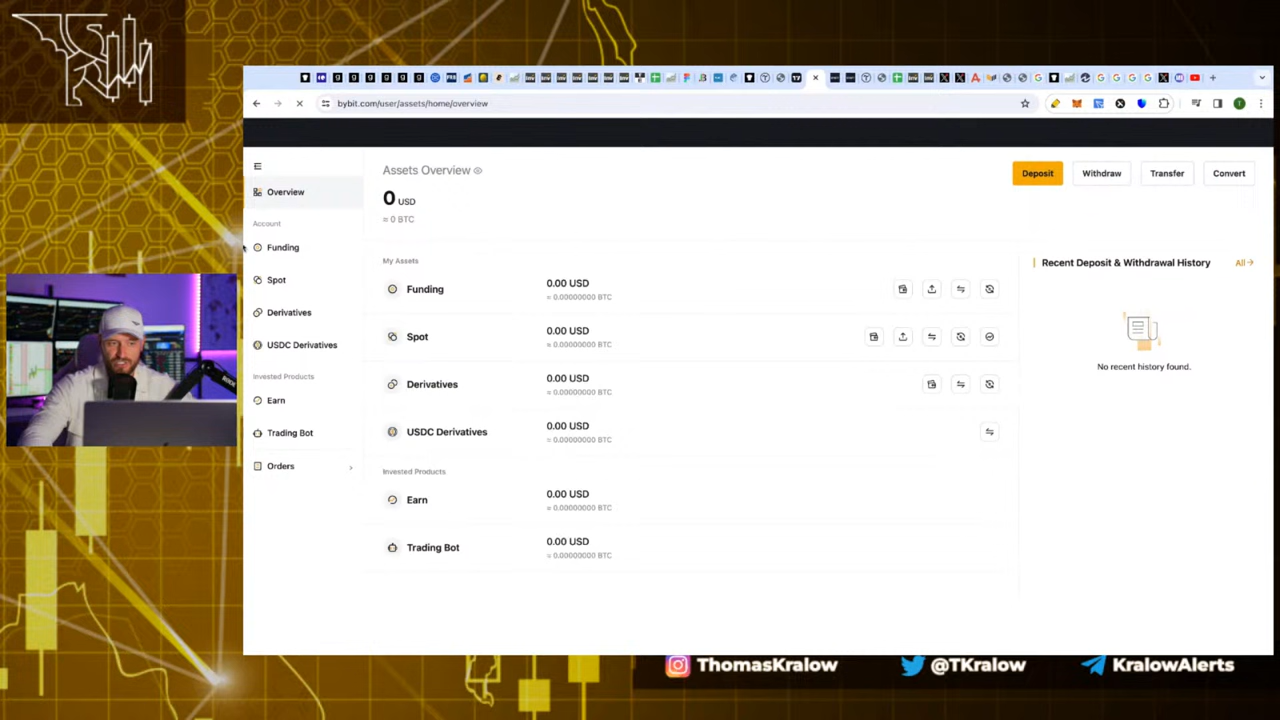 bybit.com/user/assets/home/overview
Assets Overview
Deposit
Withdraw
Transfer
Convert
Overview
0 USD
≈ 0 BTC
Account
Funding
Spot
Derivatives
USDC Derivatives
Invested Products
Earn
Trading Bot
Orders
My Assets
Funding
0.00 USD
≈ 0.00000000 BTC
Spot
0.00 USD
≈ 0.00000000 BTC
Derivatives
0.00 USD
≈ 0.00000000 BTC
USDC Derivatives
0.00 USD
≈ 0.00000000 BTC
Invested Products
Earn
0.00 USD
≈ 0.00000000 BTC
Trading Bot
0.00 USD
≈ 0.00000000 BTC
Recent Deposit & Withdrawal History
All
No recent history found.
ThomasKralow
@TKralow
KralowAlerts